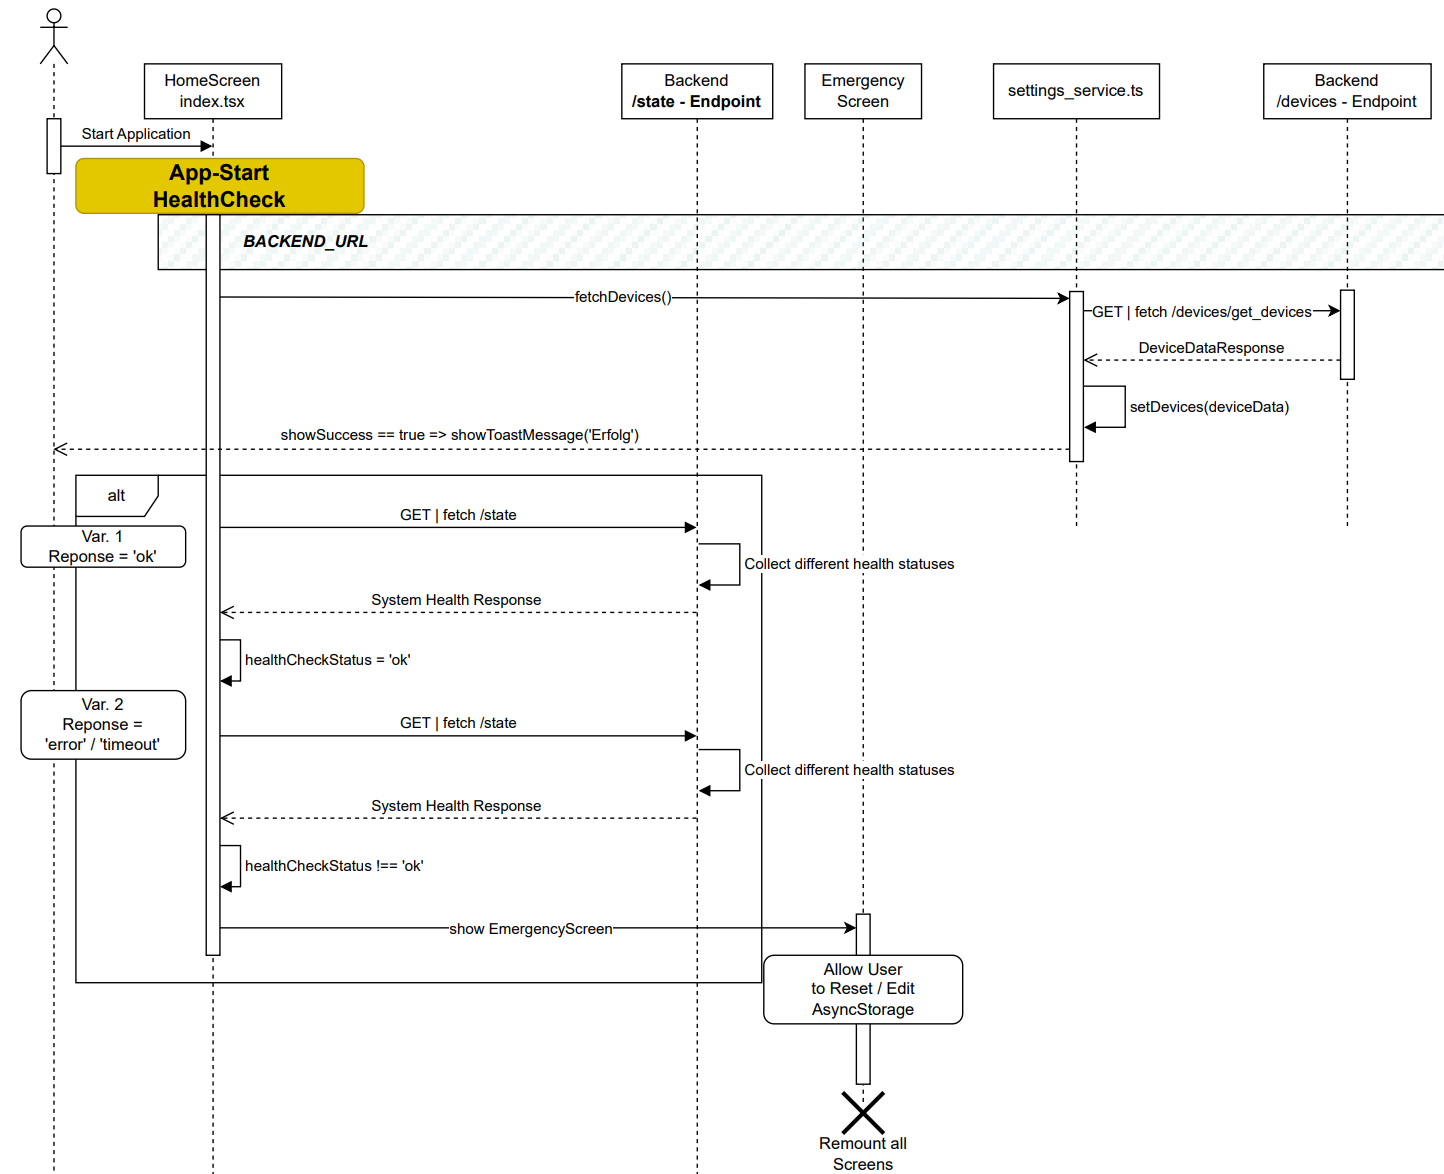 HomeScreen
index.tsx
Backend
/state - Endpoint
Emergency
Screen
settings_service.ts
Backend
/devices - Endpoint
Start Application
App-Start
HealthCheck
BACKEND_URL
fetchDevices()
GET | fetch /devices/get_devices
DeviceDataResponse
setDevices(deviceData)
showSuccess == true => showToastMessage('Erfolg')
alt
GET | fetch /state
Var. 1
Reponse = 'ok'
Collect different health statuses
System Health Response
healthCheckStatus = 'ok'
Var. 2
Reponse =
'error' / 'timeout'
GET | fetch /state
Collect different health statuses
System Health Response
healthCheckStatus !== 'ok'
show EmergencyScreen
Allow User
to Reset / Edit
AsyncStorage
Remount all
Screens